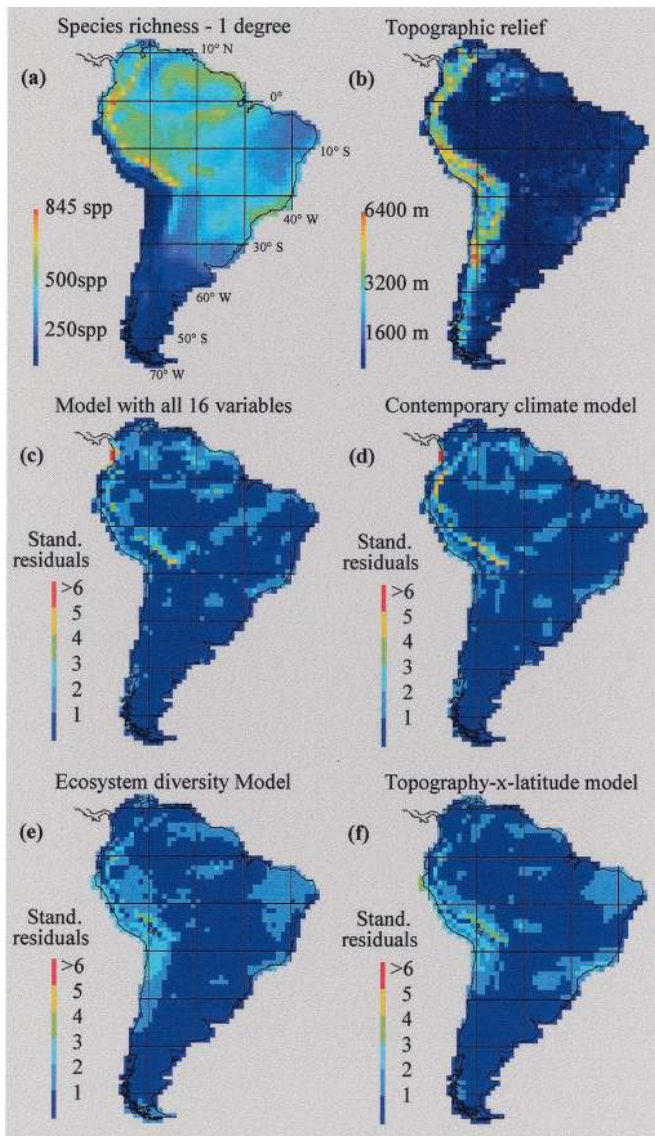 Species richness - 1 degree
(a)
10° N
0°
10° S
40° W
30° S
60° W
50° S
70° W
845 spp
500spp
250spp
Topographic relief
(b)
6400 m
3200 m
1600 m
Model with all 16 variables
(c)
Stand.
residuals
>6
5
4
3
2
1
Contemporary climate model
(d)
Stand.
residuals
>6
5
4
3
2
1
Ecosystem diversity Model
(e)
Stand.
residuals
>6
5
4
3
2
1
Topography-x-latitude model
(f)
Stand.
residuals
>6
5
4
3
2
1